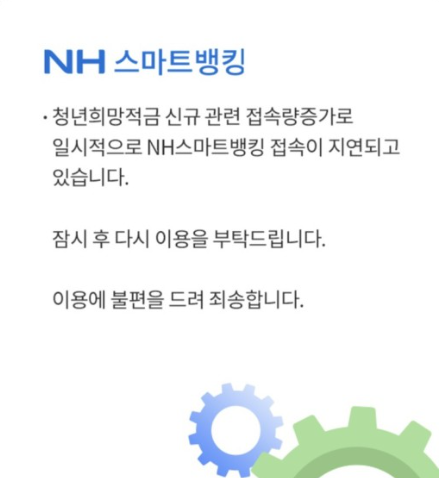 NH 스마트뱅킹
· 청년희망적금 신규 관련 접속량증가로
일시적으로 NH스마트뱅킹 접속이 지연되고
있습니다.
잠시 후 다시 이용을 부탁드립니다.
이용에 불편을 드려 죄송합니다.